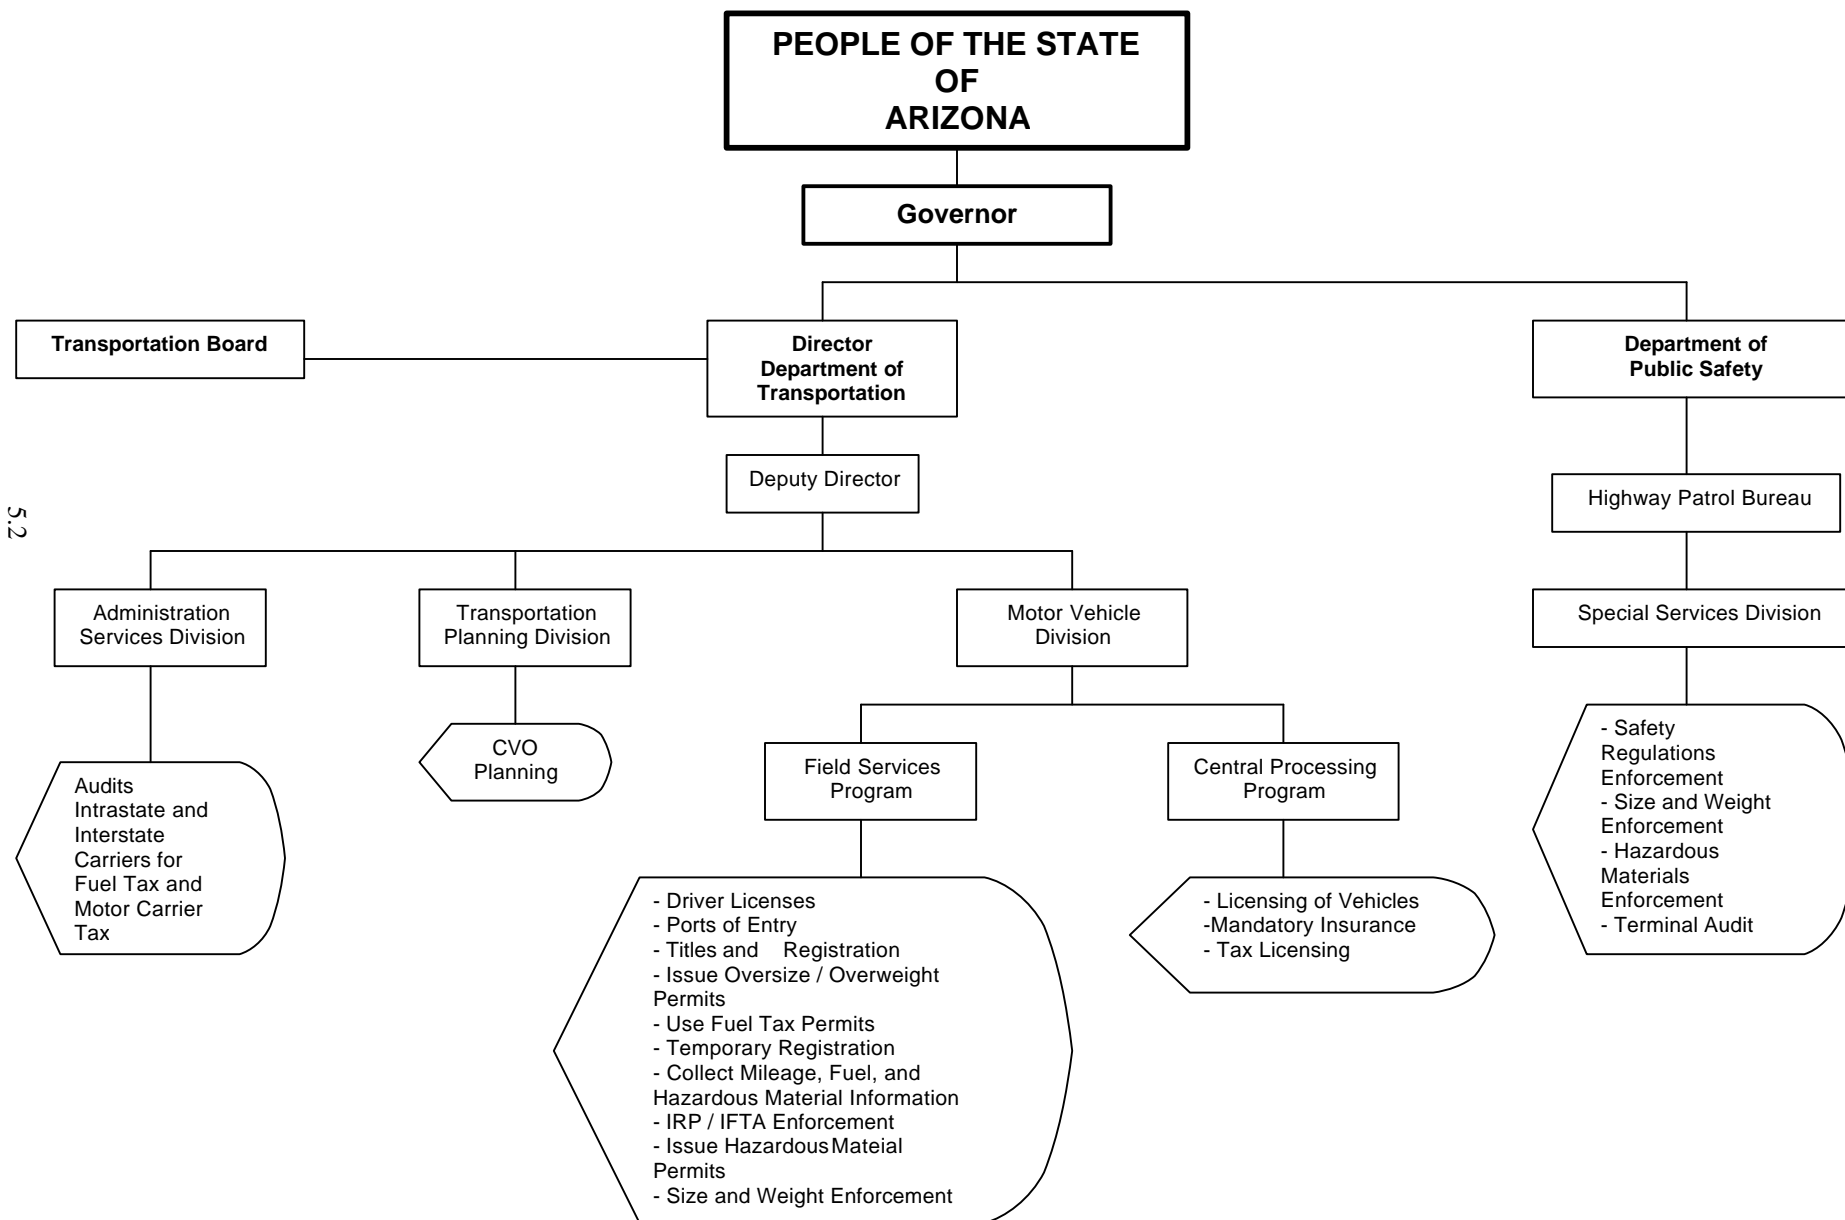 PEOPLE OF THE STATE
OF
ARIZONA
Governor
Transportation Board
Director
Department of
Transportation
Department of
Public Safety
Deputy Director
Highway Patrol Bureau
5.2
Administration
Services Division
Transportation
Planning Division
Motor Vehicle
Division
Special Services Division
CVO
Planning
Field Services
Program
Central Processing
Program
- Safety
Regulations
Enforcement
- Size and Weight
Enforcement
- Hazardous
Materials
Enforcement
- Terminal Audit
Audits
Intrastate and
Interstate
Carriers for
Fuel Tax and
Motor Carrier
Tax
- Driver Licenses
- Ports of Entry
- Titles and Registration
- Issue Oversize / Overweight
Permits
- Use Fuel Tax Permits
- Temporary Registration
- Collect Mileage, Fuel, and
Hazardous Material Information
- IRP / IFTA Enforcement
- Issue Hazardous Mateial
Permits
- Size and Weight Enforcement
- Licensing of Vehicles
-Mandatory Insurance
- Tax Licensing